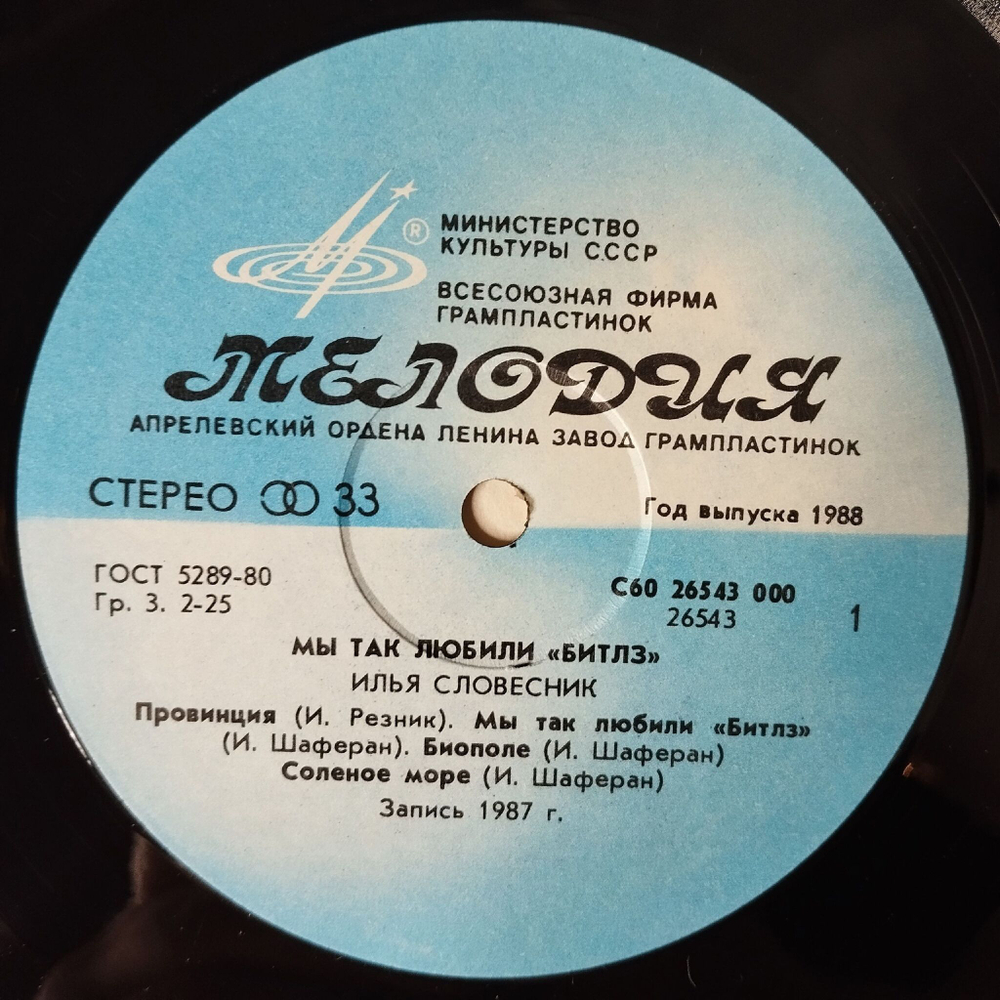 ®
МИНИСТЕРСТВО
КУЛЬТУРЫ СССР
ВСЕСОЮЗНАЯ ФИРМА
ГРАМПЛАСТИНОК
МЕЛОДИЯ
АПРЕЛЕВСКИЙ ОРДЕНА ЛЕНИНА ЗАВОД ГРАМПЛАСТИНОК
СТЕРЕО 33
Год выпуска 1988
ГОСТ 5289-80
Гр. 3. 2-25
С60 26543 000
26543
1
МЫ ТАК ЛЮБИЛИ «БИТЛЗ»
ИЛЬЯ СЛОВЕСНИК
Провинция (И. Резник). Мы так любили «Битлз»
(И. Шаферан). Биополе (И. Шаферан)
Соленое море (И. Шаферан)
Запись 1987 г.